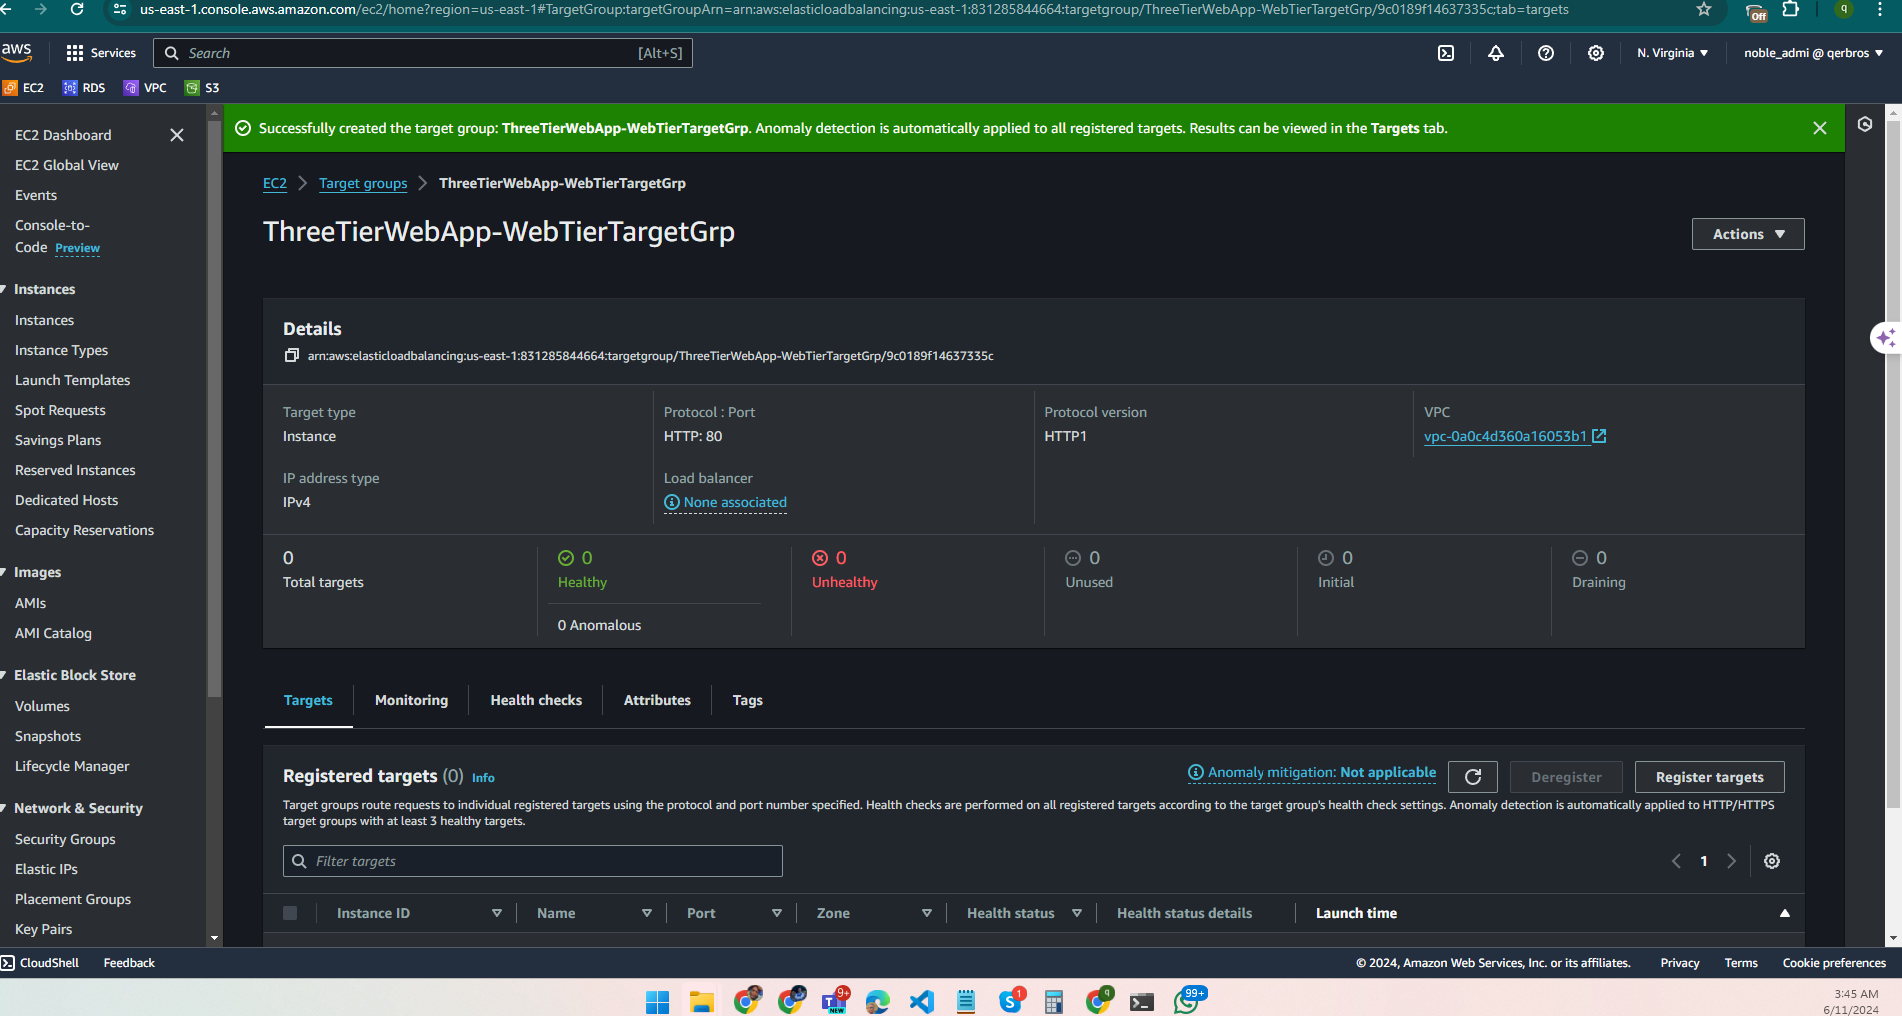 us-east-1.console.aws.amazon.com/ec2/home?region=us-east-1#TargetGroup:targetGroupArn=arn:aws:elasticloadbalancing:us-east-1:831285844664:targetgroup/ThreeTierWebApp-WebTierTargetGrp/9c0189f14637335c;tab=targets
Off
q
aws
Services
Search
[Alt+S]
N. Virginia
noble_admi @ qerbros
EC2
RDS
VPC
S3
EC2 Dashboard
EC2 Global View
Events
Console-to-
Code Preview
Instances
Instances
Instance Types
Launch Templates
Spot Requests
Savings Plans
Reserved Instances
Dedicated Hosts
Capacity Reservations
Images
AMIs
AMI Catalog
Elastic Block Store
Volumes
Snapshots
Lifecycle Manager
Network & Security
Security Groups
Elastic IPs
Placement Groups
Key Pairs
Successfully created the target group: ThreeTierWebApp-WebTierTargetGrp. Anomaly detection is automatically applied to all registered targets. Results can be viewed in the Targets tab.
EC2
Target groups
ThreeTierWebApp-WebTierTargetGrp
ThreeTierWebApp-WebTierTargetGrp
Actions
Details
arn:aws:elasticloadbalancing:us-east-1:831285844664:targetgroup/ThreeTierWebApp-WebTierTargetGrp/9c0189f14637335c
Target type
Instance
Protocol : Port
HTTP: 80
Protocol version
HTTP1
VPC
vpc-0a0c4d360a16053b1
IP address type
IPv4
Load balancer
None associated
0
Total targets
0
Healthy
0 Anomalous
0
Unhealthy
0
Unused
0
Initial
0
Draining
Targets
Monitoring
Health checks
Attributes
Tags
Registered targets (0) Info
Anomaly mitigation: Not applicable
Deregister
Register targets
Target groups route requests to individual registered targets using the protocol and port number specified. Health checks are performed on all registered targets according to the target group's health check settings. Anomaly detection is automatically applied to HTTP/HTTPS
target groups with at least 3 healthy targets.
Filter targets
1
Instance ID
Name
Port
Zone
Health status
Health status details
Launch time
CloudShell
Feedback
© 2024, Amazon Web Services, Inc. or its affiliates.
Privacy
Terms
Cookie preferences
9+
NEW
1
q
99+
3:45 AM
6/11/2024